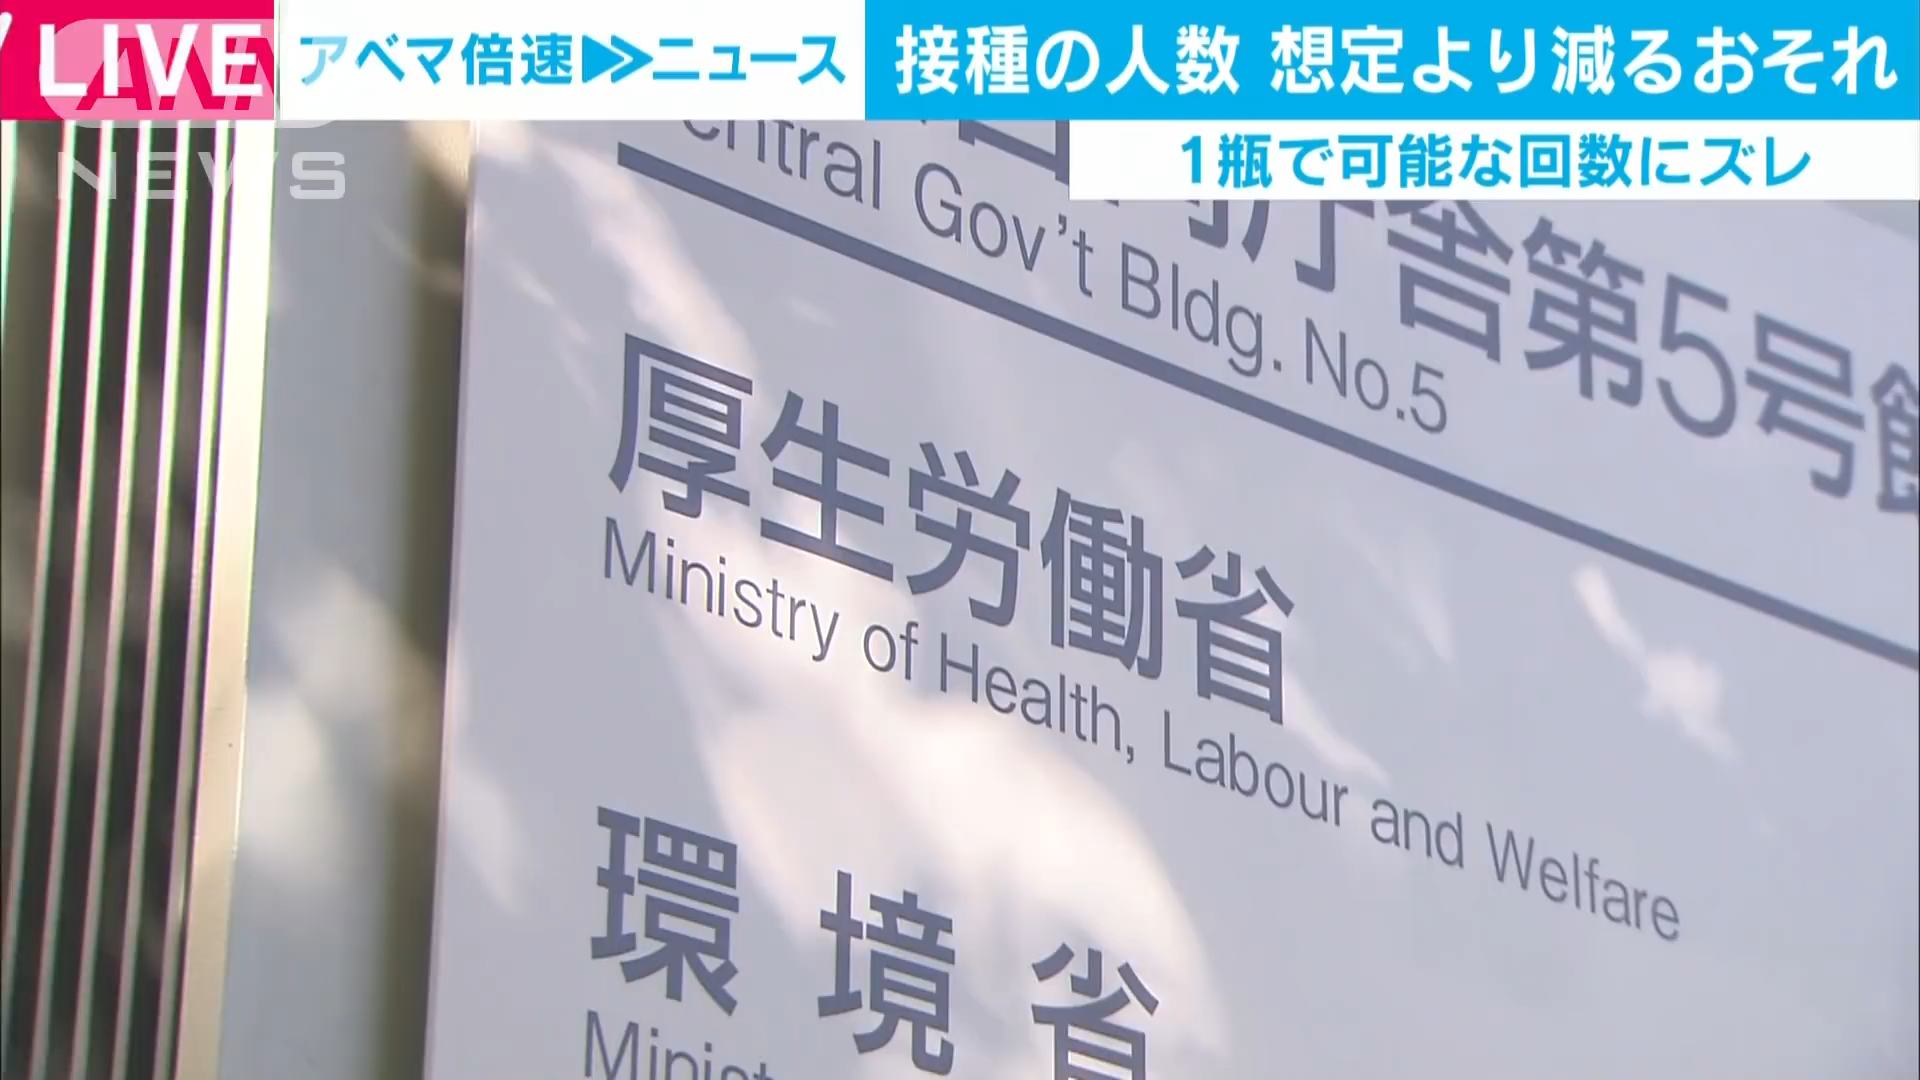 LIVE
ANN
NEWS
アベマ倍速▶≫ニュース
接種の人数 想定より減るおそれ
1瓶で可能な回数にズレ
庁舎第5号館
Gov't Bldg. No.5
厚生労働省
Ministry of Health, Labour and Welfare
環境省